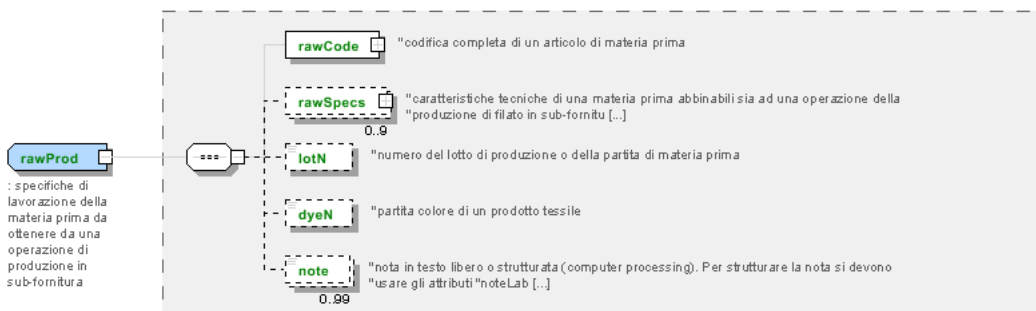 rawCode
"codifica completa di un articolo di materia prima
rawSpecs
"caratteristiche tecniche di una materia prima abbinabili sia ad una operazione della
"produzione di filato in sub-fornitu [...]
0..9
rawProd
: specifiche di
lavorazione della
materia prima da
ottenere da una
operazione di
produzione in
sub-fornitura
lotN
"numero del lotto di produzione o della partita di materia prima
dyeN
"partita colore di un prodotto tessile
note
"nota in testo libero o strutturata (computer processing). Per strutturare la nota si devono
"usare gli attributi "noteLab [...]
0..99